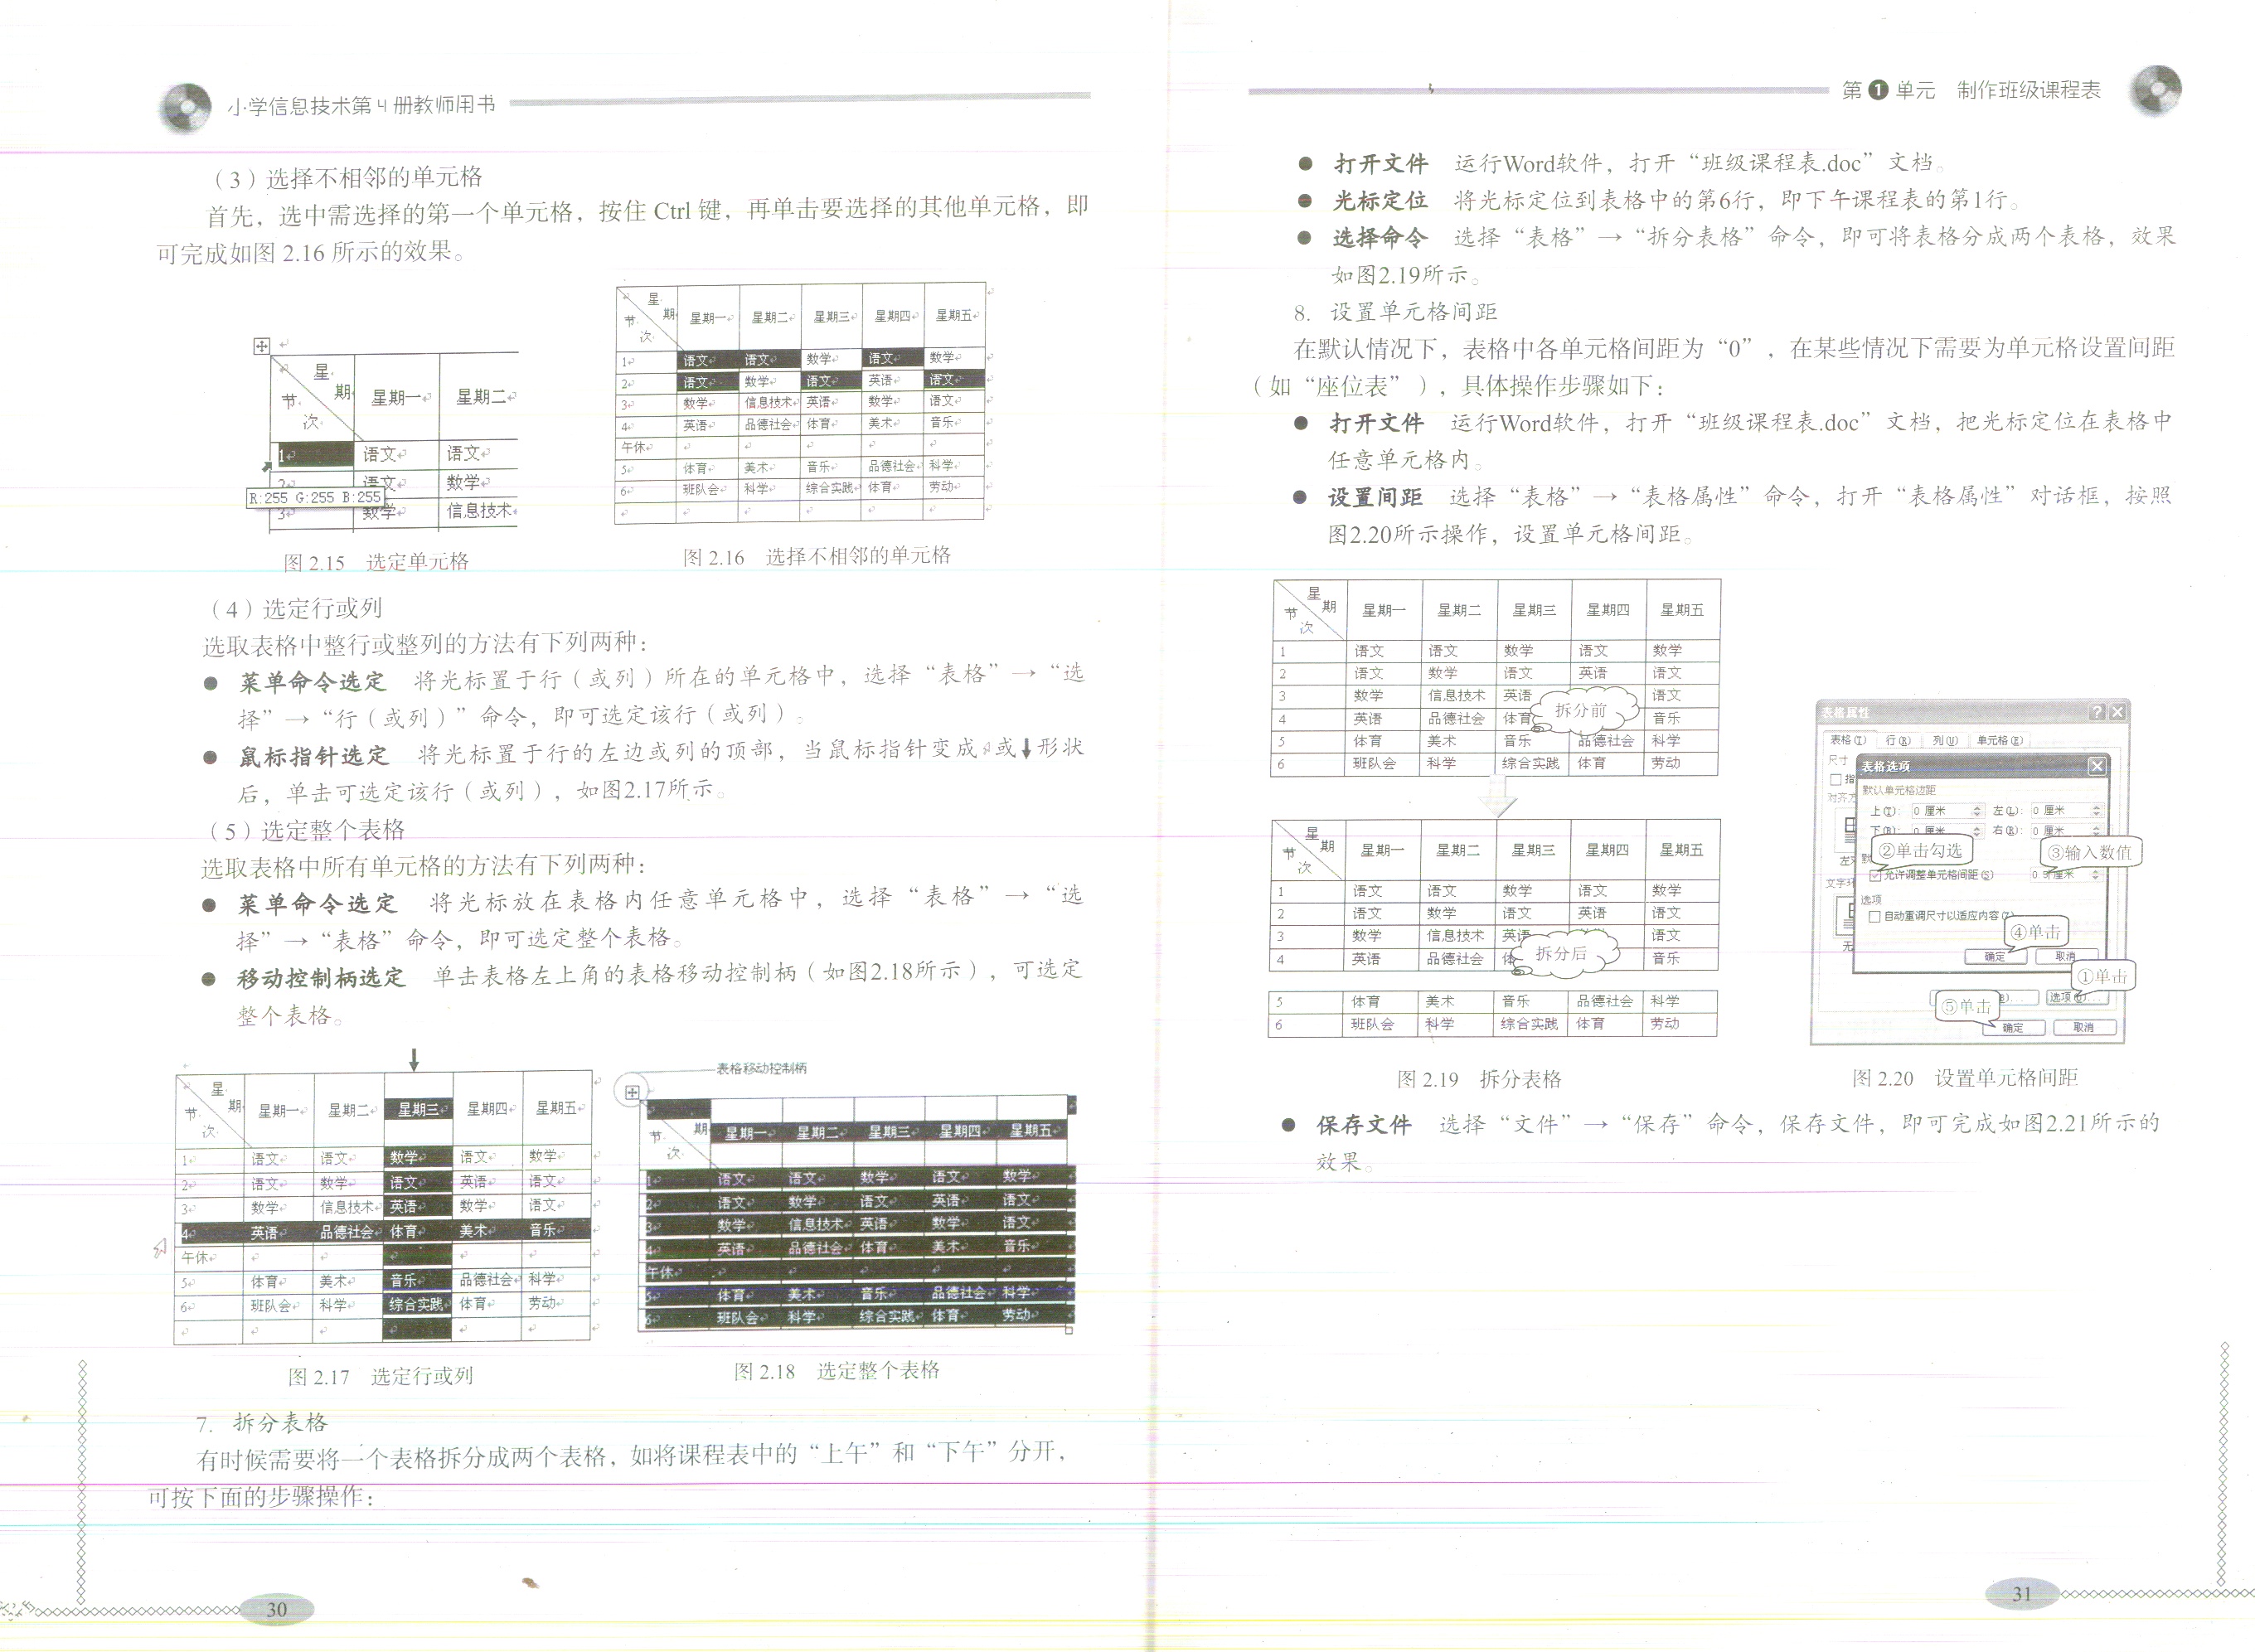 小学信息技术第4册教师用书
（3）选择不相邻的单元格
首先，选中需选择的第一个单元格，按住 Ctrl 键，再单击要选择的其他单元格，即
可完成如图 2.16 所示的效果。
星
期
节
次
星期一 星期二
1 语文 语文
2 语文 数学
R:255 G:255 B:255
3 数学 信息技术
图 2.15 选定单元格
星
期
节
次
星期一 星期二 星期三 星期四 星期五
1 语文 语文 数学 语文 数学
2 语文 数学 语文 英语 语文
3 数学 信息技术 英语 数学 语文
4 英语 品德社会 体育 美术 音乐
午休
5 体育 美术 音乐 品德社会 科学
6 班队会 科学 综合实践 体育 劳动
图 2.16 选择不相邻的单元格
（4）选定行或列
选取表格中整行或整列的方法有下列两种：
● 菜单命令选定 将光标置于行（或列）所在的单元格中，选择“表格”→“选
择”→“行（或列）”命令，即可选定该行（或列）。
● 鼠标指针选定 将光标置于行的左边或列的顶部，当鼠标指针变成或⬇形状
后，单击可选定该行（或列），如图2.17所示。
（5）选定整个表格
选取表格中所有单元格的方法有下列两种：
● 菜单命令选定 将光标放在表格内任意单元格中，选择“表格”→“选
择”→“表格”命令，即可选定整个表格。
● 移动控制柄选定 单击表格左上角的表格移动控制柄（如图2.18所示），可选定
整个表格。
星
期
节
次
星期一 星期二 星期三 星期四 星期五
1 语文 语文 数学 语文 数学
2 语文 数学 语文 英语 语文
3 数学 信息技术 英语 数学 语文
4 英语 品德社会 体育 美术 音乐
午休
5 体育 美术 音乐 品德社会 科学
6 班队会 科学 综合实践 体育 劳动
图 2.17 选定行或列
表格移动控制柄
期
节
次
星期一 星期二 星期三 星期四 星期五
1 语文 语文 数学 语文 数学
2 语文 数学 语文 英语 语文
3 数学 信息技术 英语 数学 语文
4 英语 品德社会 体育 美术 音乐
午休
5 体育 美术 音乐 品德社会 科学
6 班队会 科学 综合实践 体育 劳动
图 2.18 选定整个表格
7. 拆分表格
有时候需要将一个表格拆分成两个表格，如将课程表中的“上午”和“下午”分开，
可按下面的步骤操作：
30
第1单元 制作班级课程表
● 打开文件 运行Word软件，打开“班级课程表.doc”文档。
● 光标定位 将光标定位到表格中的第6行，即下午课程表的第1行。
● 选择命令 选择“表格”→“拆分表格”命令，即可将表格分成两个表格，效果
如图2.19所示。
8. 设置单元格间距
在默认情况下，表格中各单元格间距为“0”，在某些情况下需要为单元格设置间距
（如“座位表”），具体操作步骤如下：
● 打开文件 运行Word软件，打开“班级课程表.doc”文档，把光标定位在表格中
任意单元格内。
● 设置间距 选择“表格”→“表格属性”命令，打开“表格属性”对话框，按照
图2.20所示操作，设置单元格间距。
星
期
节
次
星期一 星期二 星期三 星期四 星期五
1 语文 语文 数学 语文 数学
2 语文 数学 语文 英语 语文
3 数学 信息技术 英语 语文
拆分前
4 英语 品德社会 体育 音乐
5 体育 美术 音乐 品德社会 科学
6 班队会 科学 综合实践 体育 劳动
星
期
节
次
星期一 星期二 星期三 星期四 星期五
1 语文 语文 数学 语文 数学
2 语文 数学 语文 英语 语文
3 数学 信息技术 英语 语文
拆分后
4 英语 品德社会 体 音乐
5 体育 美术 音乐 品德社会 科学
6 班队会 科学 综合实践 体育 劳动
图 2.19 拆分表格
表格属性
表格(T) 行(R) 列(U) 单元格(E)
尺寸
表格选项
默认单元格边距
上(T): 0 厘米 左(L): 0 厘米
下(B): 0 厘米 右(R): 0 厘米
②单击勾选 ③输入数值
允许调整单元格间距(S)
选项
自动重调尺寸以适应内容(Z)
④单击
确定 取消
①单击
选项(O)...
⑤单击
确定 取消
图 2.20 设置单元格间距
● 保存文件 选择“文件”→“保存”命令，保存文件，即可完成如图2.21所示的
效果。
31